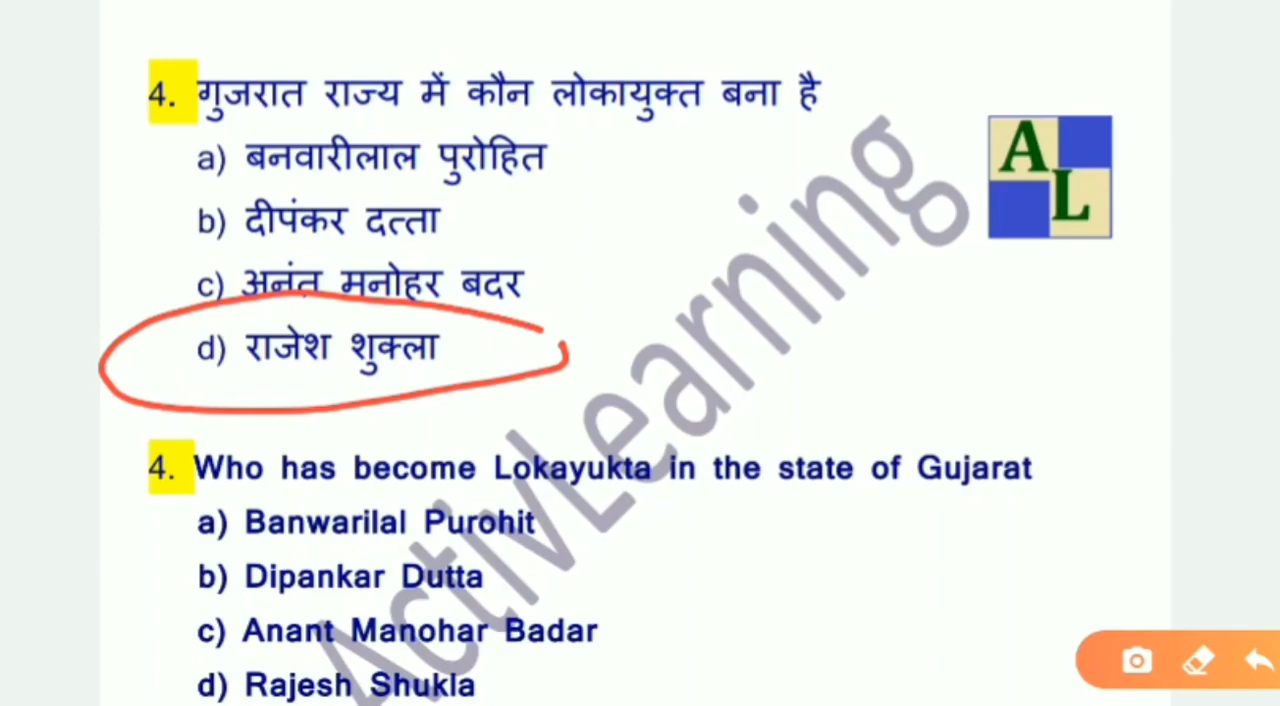 4. गुजरात राज्य में कौन लोकायुक्त बना है
a) बनवारीलाल पुरोहित
b) दीपंकर दत्ता
c) अनंत मनोहर बदर
d) राजेश शुक्ला
4. Who has become Lokayukta in the state of Gujarat
a) Banwarilal Purohit
b) Dipankar Dutta
c) Anant Manohar Badar
d) Rajesh Shukla
AL
ActivLearning